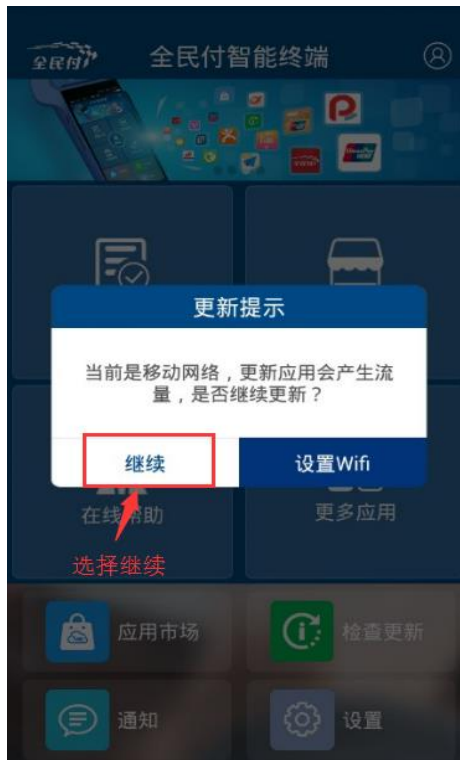 全民付
全民付智能终端
更新提示
当前是移动网络，更新应用会产生流
量，是否继续更新？
继续
设置Wifi
在线帮助
更多应用
选择继续
应用市场
检查更新
通知
设置